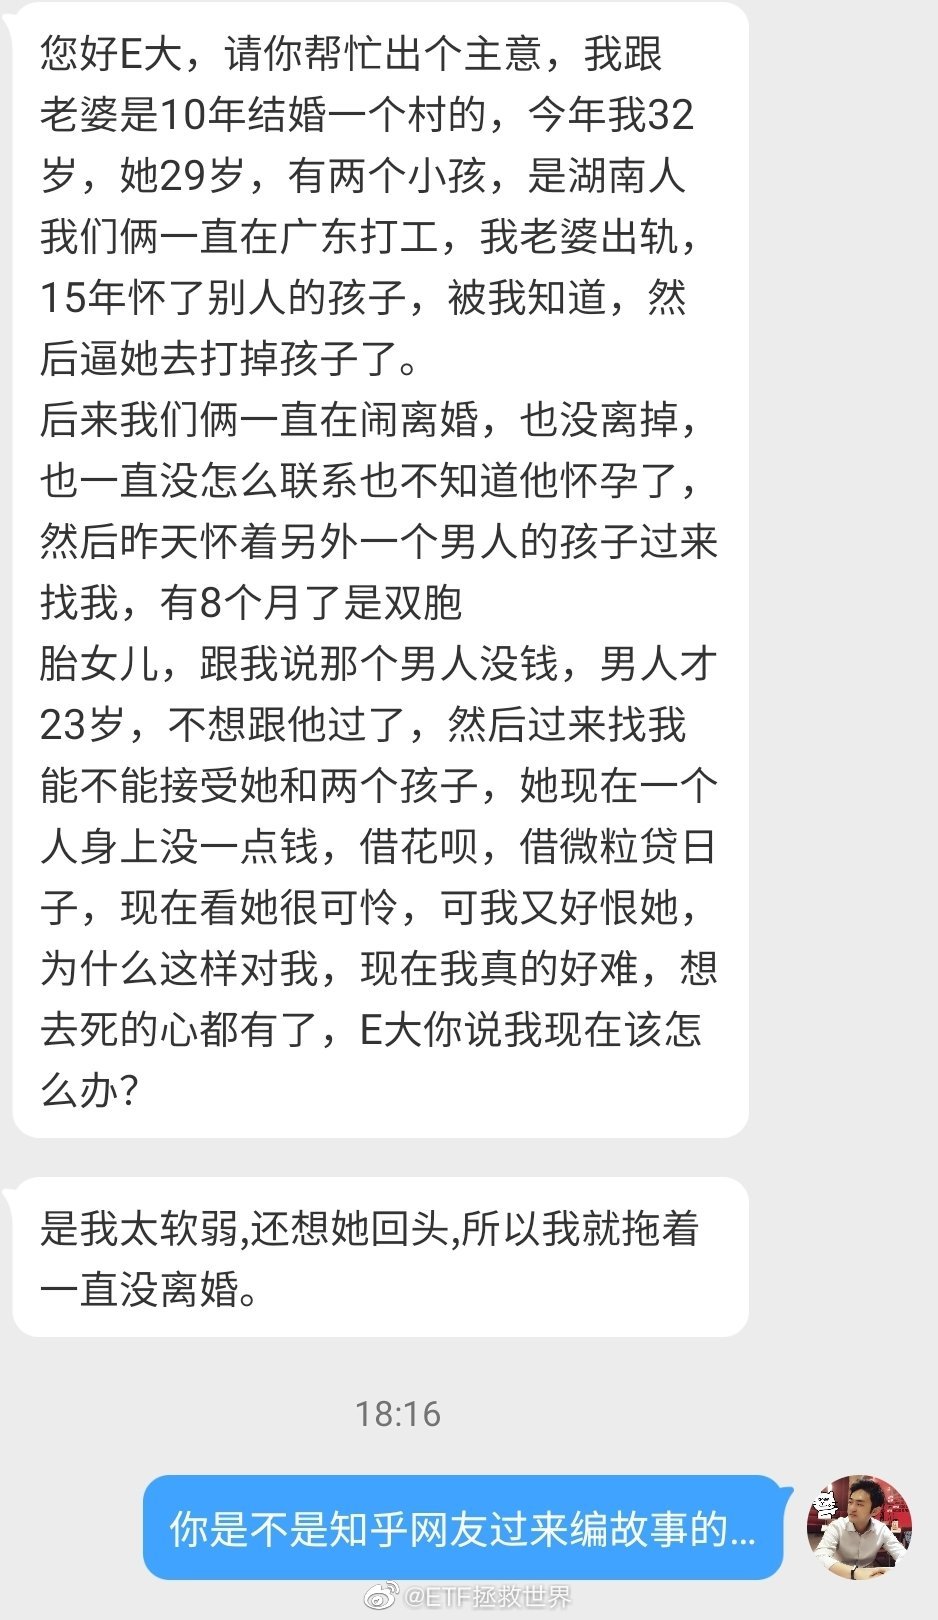 您好E大，请你帮忙出个主意，我跟
老婆是10年结婚一个村的，今年我32
岁，她29岁，有两个小孩，是湖南人
我们俩一直在广东打工，我老婆出轨，
15年怀了别人的孩子，被我知道，然
后逼她去打掉孩子了。
后来我们俩一直在闹离婚，也没离掉，
也一直没怎么联系也不知道他怀孕了，
然后昨天怀着另外一个男人的孩子过来
找我，有8个月了是双胞
胎女儿，跟我说那个男人没钱，男人才
23岁，不想跟他过了，然后过来找我
能不能接受她和两个孩子，她现在一个
人身上没一点钱，借花呗，借微粒贷日
子，现在看她很可怜，可我又好恨她，
为什么这样对我，现在我真的好难，想
去死的心都有了，E大你说我现在该怎
么办？
是我太软弱,还想她回头,所以我就拖着
一直没离婚。
18:16
你是不是知乎网友过来编故事的...
@ETF拯救世界